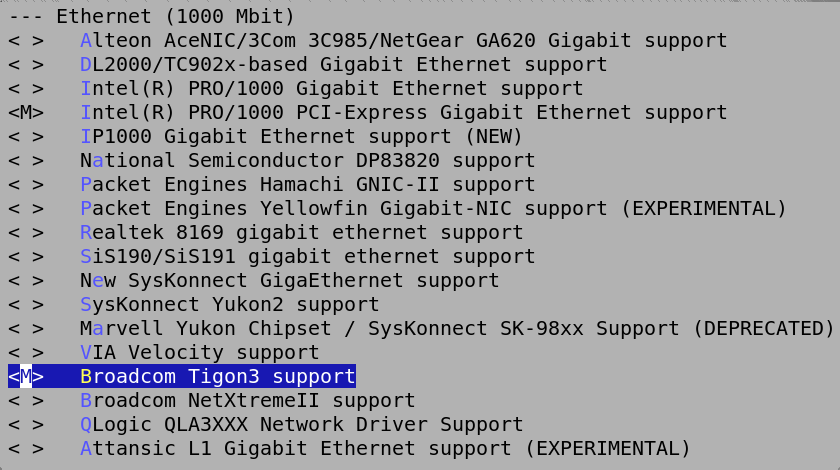 --- Ethernet (1000 Mbit)
< > Alteon AceNIC/3Com 3C985/NetGear GA620 Gigabit support
< > DL2000/TC902x-based Gigabit Ethernet support
< > Intel(R) PRO/1000 Gigabit Ethernet support
<M> Intel(R) PRO/1000 PCI-Express Gigabit Ethernet support
< > IP1000 Gigabit Ethernet support (NEW)
< > National Semiconductor DP83820 support
< > Packet Engines Hamachi GNIC-II support
< > Packet Engines Yellowfin Gigabit-NIC support (EXPERIMENTAL)
< > Realtek 8169 gigabit ethernet support
< > SiS190/SiS191 gigabit ethernet support
< > New SysKonnect GigaEthernet support
< > SysKonnect Yukon2 support
< > Marvell Yukon Chipset / SysKonnect SK-98xx Support (DEPRECATED)
< > VIA Velocity support
<M> Broadcom Tigon3 support
< > Broadcom NetXtremeII support
< > QLogic QLA3XXX Network Driver Support
< > Attansic L1 Gigabit Ethernet support (EXPERIMENTAL)